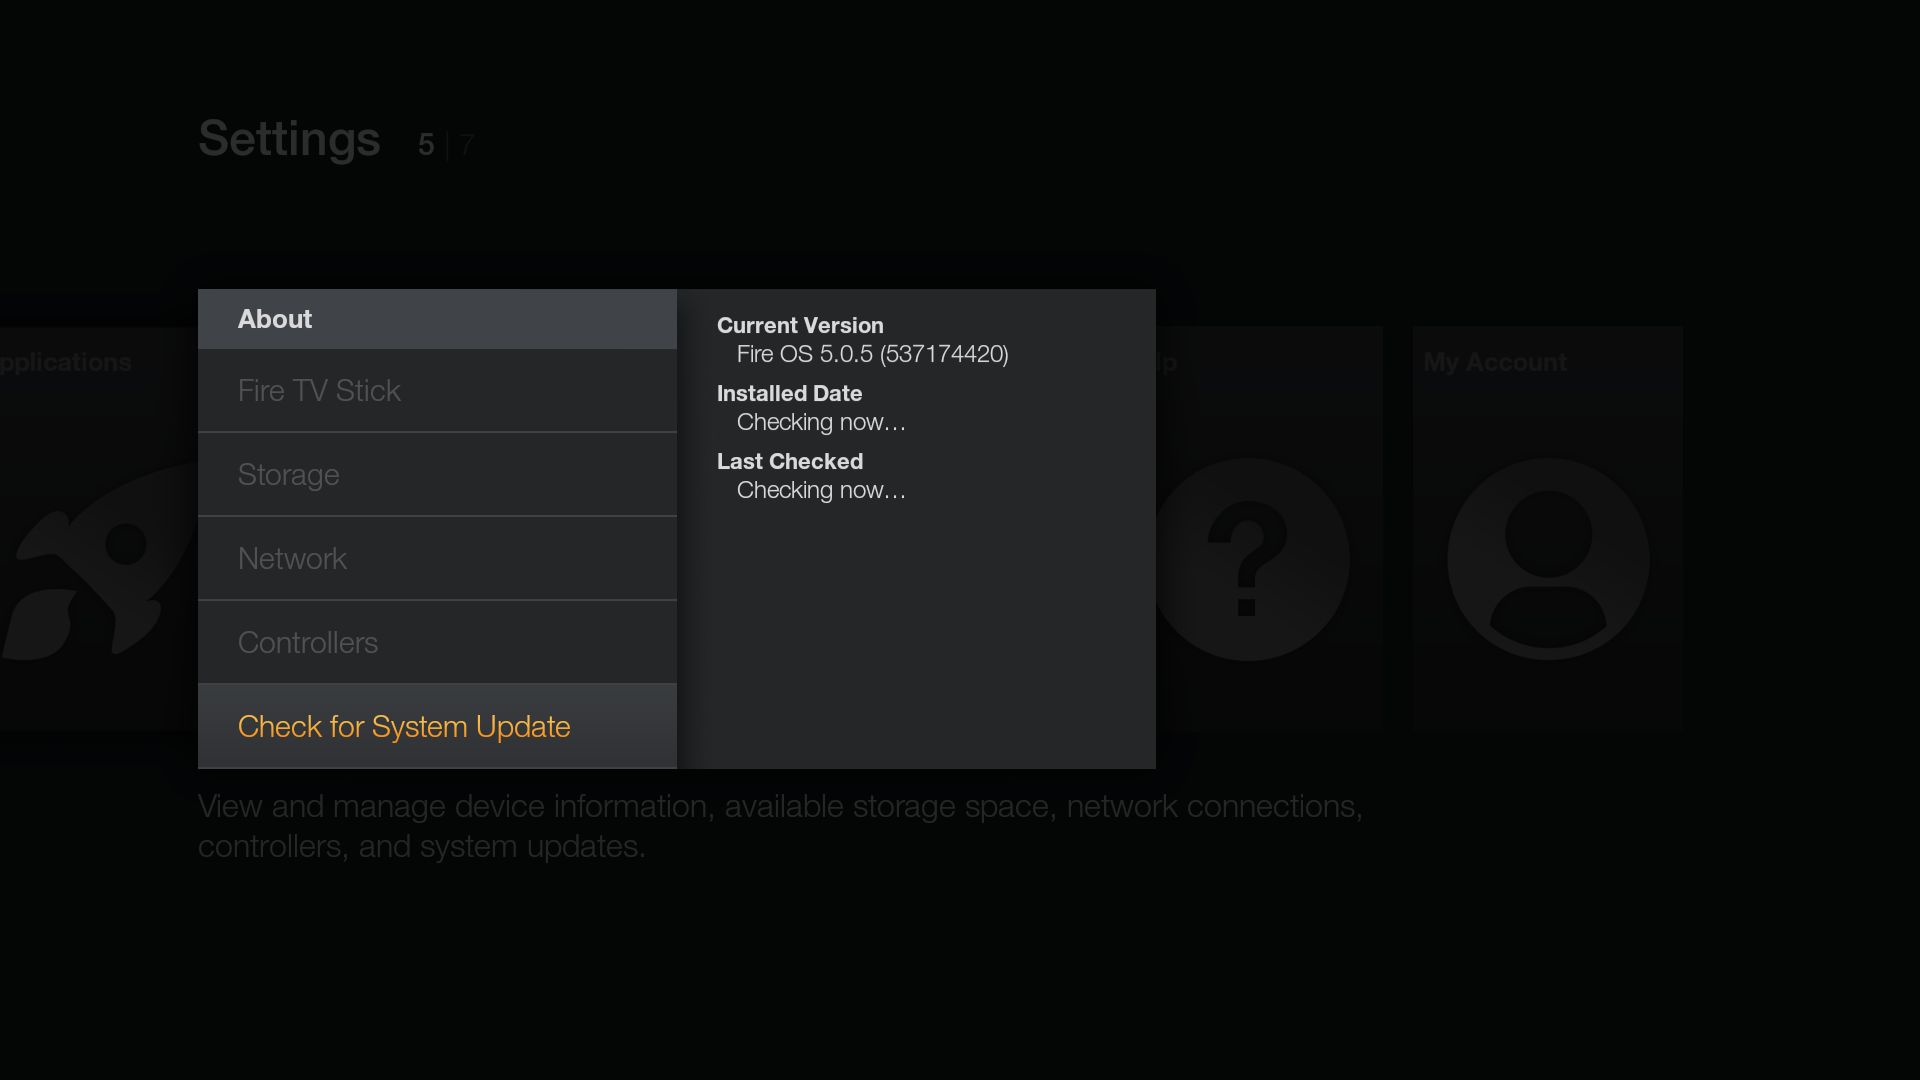 Settings 5 | 7
pplications
lp
My Account
About
Fire TV Stick
Storage
Network
Controllers
Check for System Update
Current Version
Fire OS 5.0.5 (537174420)
Installed Date
Checking now…
Last Checked
Checking now…
View and manage device information, available storage space, network connections,
controllers, and system updates.